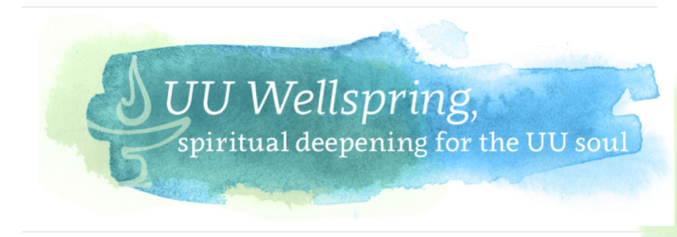 UU Wellspring,
spiritual deepening for the UU soul